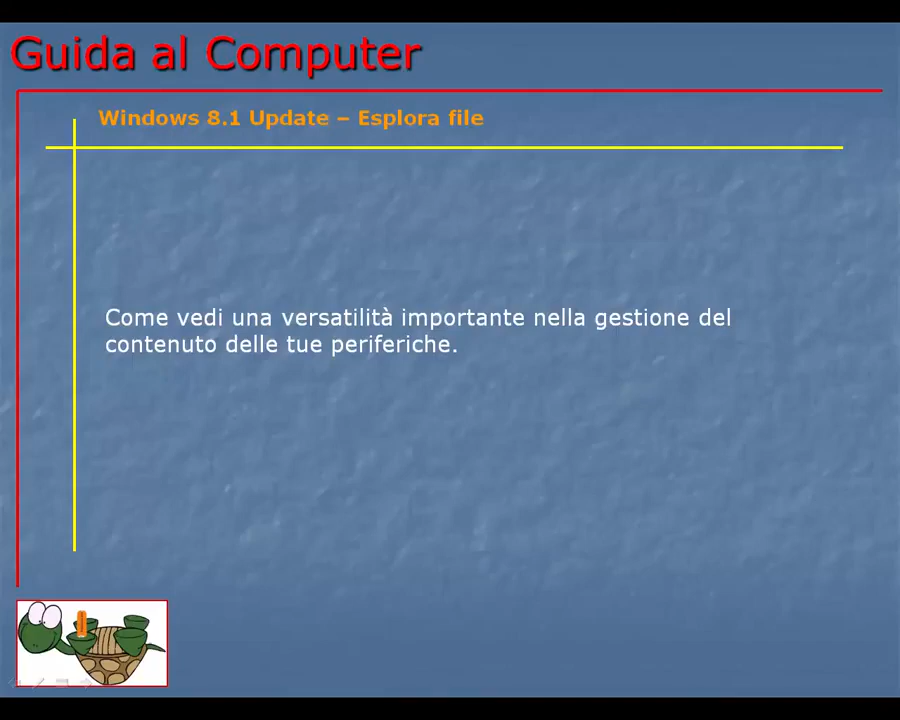 Guida al Computer
Windows 8.1 Update – Esplora file
Come vedi una versatilità importante nella gestione del
contenuto delle tue periferiche.